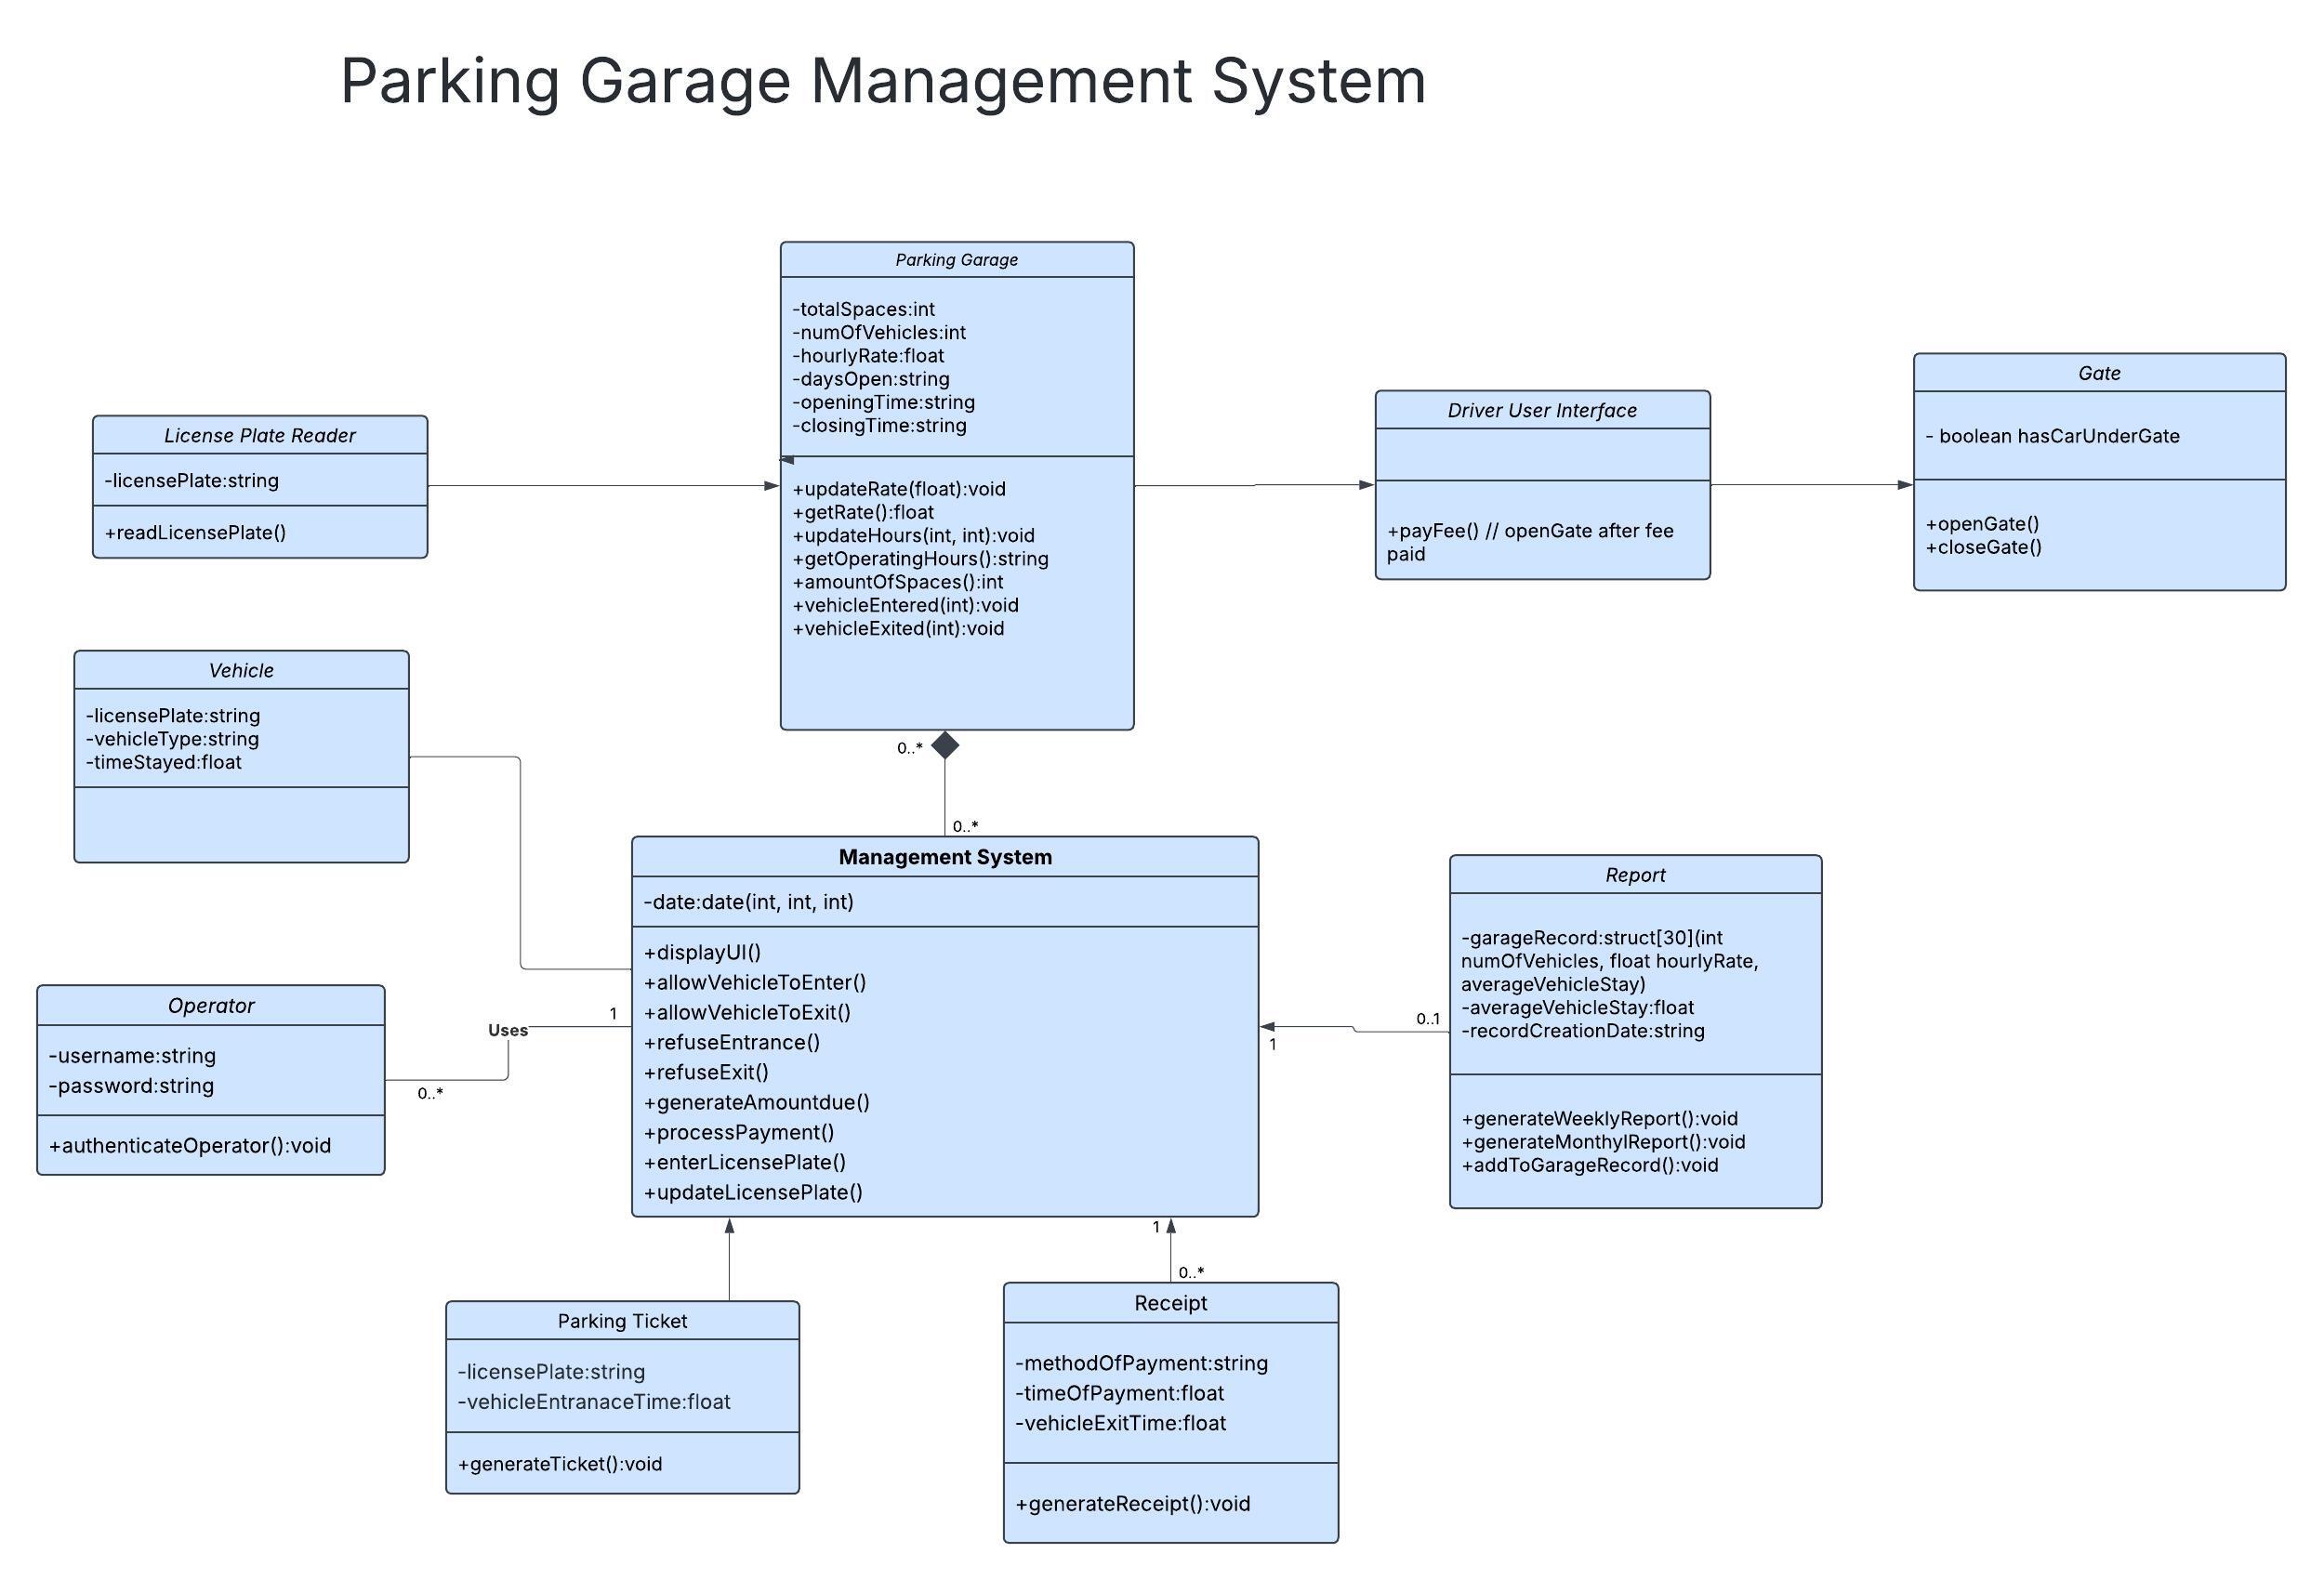 Parking Garage Management System
Parking Garage
-totalSpaces:int
-numOfVehicles:int
-hourlyRate:float
-daysOpen:string
-openingTime:string
-closingTime:string
+updateRate(float):void
+getRate():float
+updateHours(int, int):void
+getOperatingHours():string
+amountOfSpaces():int
+vehicleEntered(int):void
+vehicleExited(int):void
License Plate Reader
-licensePlate:string
+readLicensePlate()
Driver User Interface
+payFee() // openGate after fee
paid
Gate
- boolean hasCarUnderGate
+openGate()
+closeGate()
Vehicle
-licensePlate:string
-vehicleType:string
-timeStayed:float
0..*
0..*
Management System
-date:date(int, int, int)
+displayUI()
+allowVehicleToEnter()
+allowVehicleToExit()
+refuseEntrance()
+refuseExit()
+generateAmountdue()
+processPayment()
+enterLicensePlate()
+updateLicensePlate()
Operator
-username:string
-password:string
+authenticateOperator():void
0..*
Uses
1
Report
-garageRecord:struct[30](int
numOfVehicles, float hourlyRate,
averageVehicleStay)
-averageVehicleStay:float
-recordCreationDate:string
+generateWeeklyReport():void
+generateMonthylReport():void
+addToGarageRecord():void
0..1
1
1
0..*
Parking Ticket
-licensePlate:string
-vehicleEntranaceTime:float
+generateTicket():void
Receipt
-methodOfPayment:string
-timeOfPayment:float
-vehicleExitTime:float
+generateReceipt():void